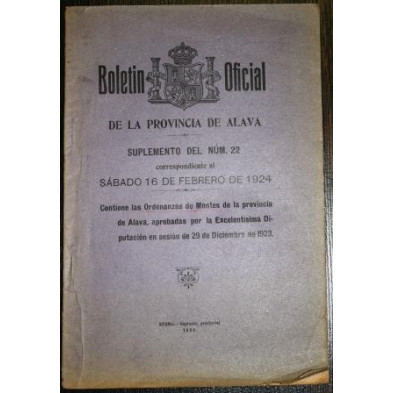 Boletin Oficial
DE LA PROVINCIA DE ALAVA
SUPLEMENTO DEL NÚM. 22
correspondiente al
SÁBADO 16 DE FEBRERO DE 1924
Contiene las Ordenanzas de Montes de la provincia
de Alava, aprobadas por la Excelentísima Di-
putación en sesión de 29 de Diciembre de 1923.
provincial